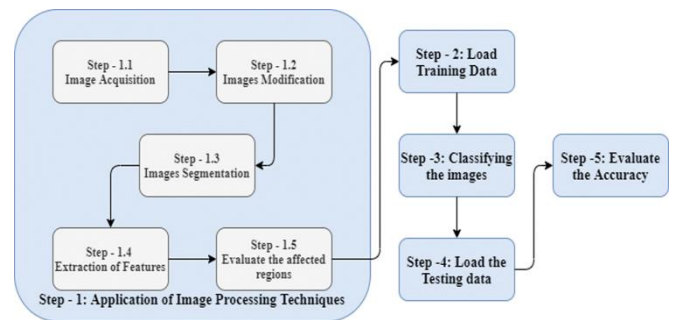 Step - 1.1
Image Acquisition
Step - 1.2
Images Modification
Step - 1.3
Images Segmentation
Step - 1.4
Extraction of Features
Step - 1.5
Evaluate the affected
regions
Step - 1: Application of Image Processing Techniques
Step - 2: Load
Training Data
Step -3: Classifying
the images
Step -4: Load the
Testing data
Step -5: Evaluate
the Accuracy